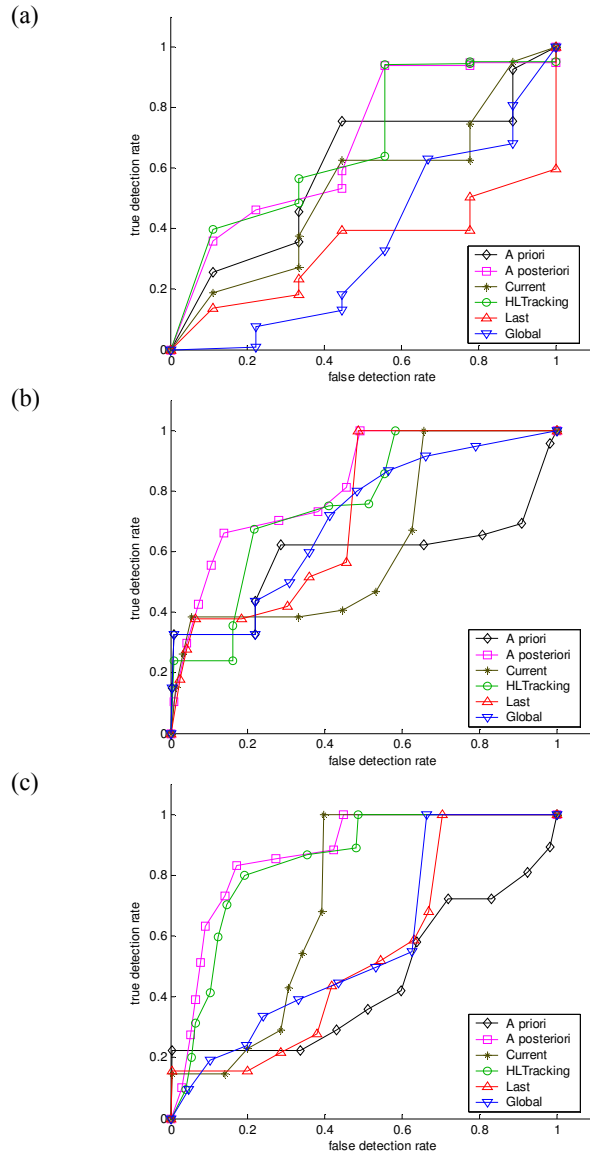 (a)
1
0.8
0.6
0.4
0.2
0
true detection rate
0 0.2 0.4 0.6 0.8 1
false detection rate
A priori
A posteriori
Current
HLTracking
Last
Global
(b)
1
0.8
0.6
0.4
0.2
0
true detection rate
0 0.2 0.4 0.6 0.8 1
false detection rate
A priori
A posteriori
Current
HLTracking
Last
Global
(c)
1
0.8
0.6
0.4
0.2
0
true detection rate
0 0.2 0.4 0.6 0.8 1
false detection rate
A priori
A posteriori
Current
HLTracking
Last
Global